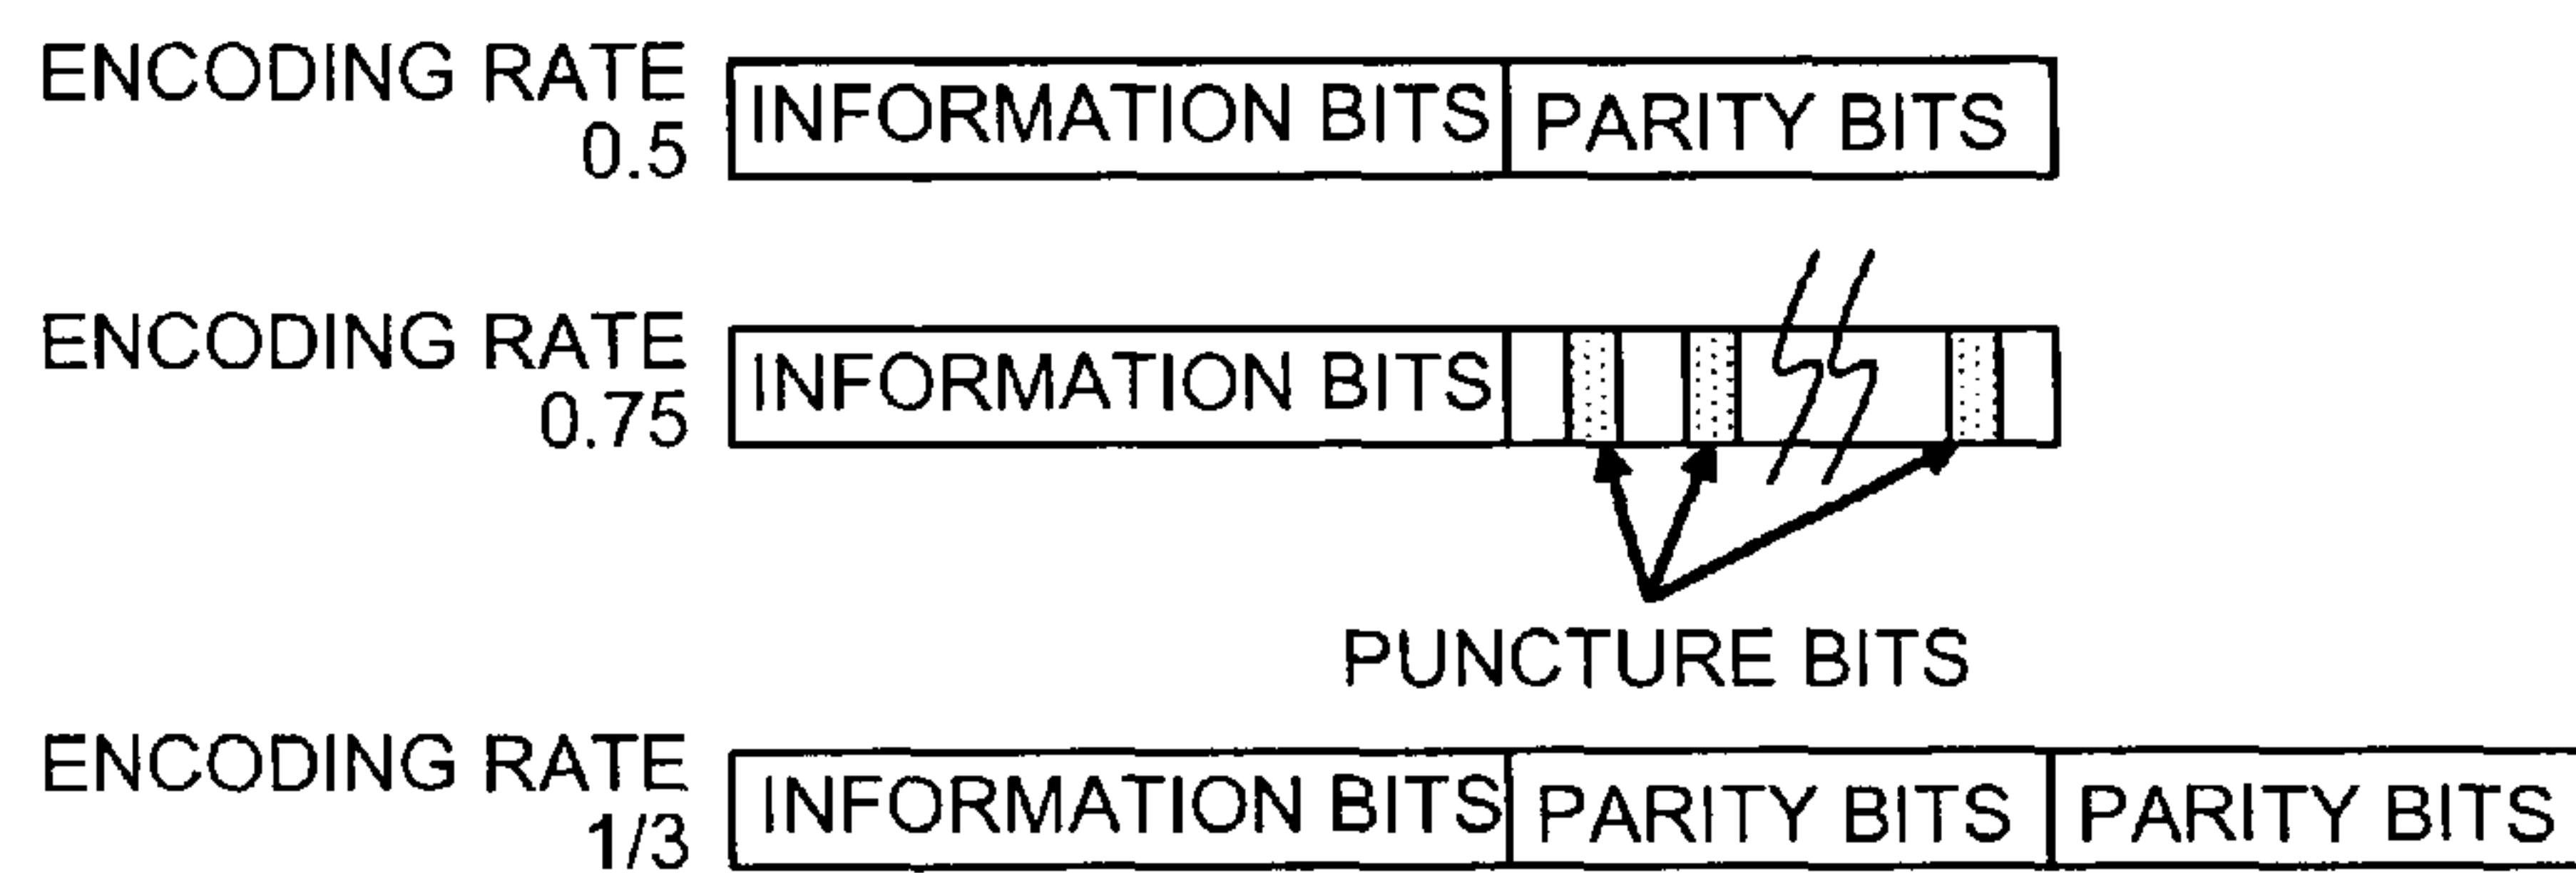 ENCODING RATE
0.5
INFORMATION BITS PARITY BITS
ENCODING RATE
0.75
INFORMATION BITS
PUNCTURE BITS
ENCODING RATE
1/3
INFORMATION BITS PARITY BITS PARITY BITS